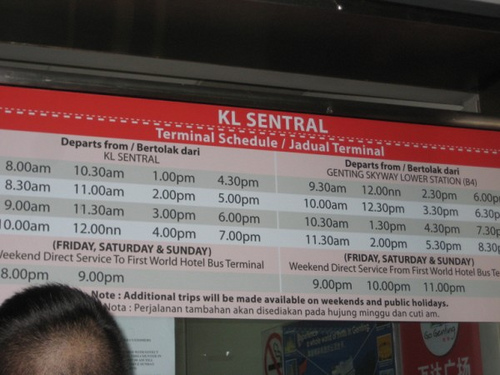 KL SENTRAL
Terminal Schedule / Jadual Terminal
Departs from / Bertolak dari
KL SENTRAL
8.00am 10.30am 1.00pm 4.30pm
8.30am 11.00am 2.00pm 5.00pm
9.00am 11.30am 3.00pm 6.00pm
10.00am 12.00nn 4.00pm 7.00pm
(FRIDAY, SATURDAY & SUNDAY)
Weekend Direct Service To First World Hotel Bus Terminal
8.00pm 9.00pm
Departs from / Bertolak dari
GENTING SKYWAY LOWER STATION (B4)
9.30am 12.00nn 2.30pm 6.00p
10.00am 12.30pm 3.30pm 6.30p
10.30am 1.30pm 4.30pm 7.30p
11.30am 2.00pm 5.30pm 8.30
(FRIDAY, SATURDAY & SUNDAY)
Weekend Direct Service From First World Hotel Bus Te
9.00pm 10.00pm 11.00pm
Note : Additional trips will be made available on weekends and public holidays.
Nota : Perjalanan tambahan akan disediakan pada hujung minggu dan cuti am.
广场